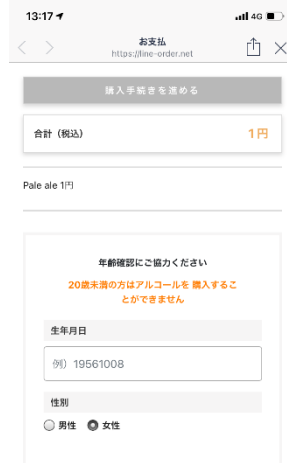 13:17 4G
お支払
https://line-order.net
購入手続きを進める
合計（税込） 1円
Pale ale 1円
年齢確認にご協力ください
20歳未満の方はアルコールを 購入するこ
とができません
生年月日
例）19561008
性別
男性 女性